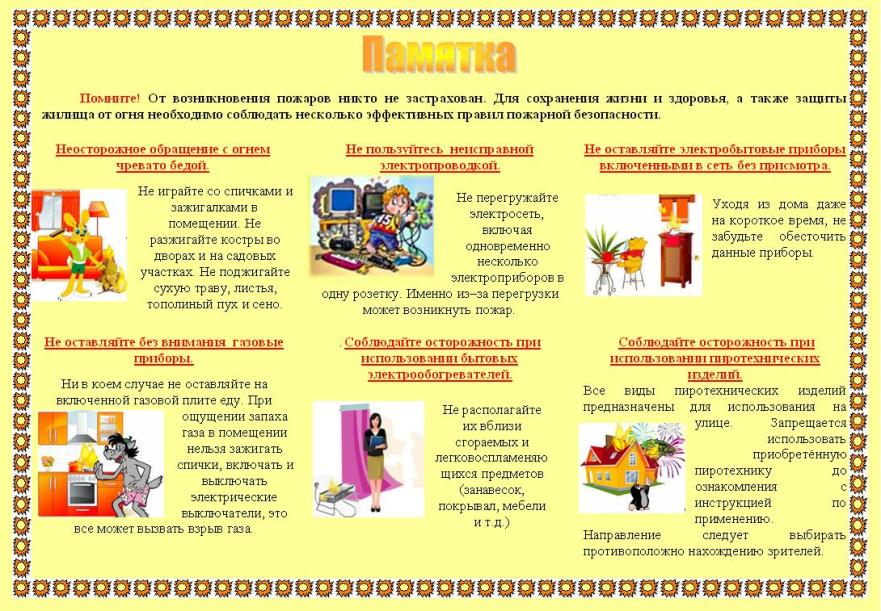 Памятка
Помните! От возникновения пожаров никто не застрахован. Для сохранения жизни и здоровья, а также защиты
жилища от огня необходимо соблюдать несколько эффективных правил пожарной безопасности.
Неосторожное обращение с огнем
чревато бедой.
Не играйте со спичками и
зажигалками в
помещении. Не
разжигайте костры во
дворах и на садовых
участках. Не поджигайте
сухую траву, листья,
тополиный пух и сено.
Не пользуйтесь неисправной
электропроводкой.
Не перегружайте
электросеть,
включая
одновременно
несколько
электроприборов в
одну розетку. Именно из–за перегрузки
может возникнуть пожар.
Не оставляйте электробытовые приборы
включенными в сеть без присмотра.
Уходя из дома даже
на короткое время, не
забудьте обесточить
данные приборы.
Не оставляйте без внимания газовые
приборы.
Ни в коем случае не оставляйте на
включенной газовой плите еду. При
ощущении запаха
газа в помещении
нельзя зажигать
спички, включать и
выключать
электрические
выключатели, это
все может вызвать взрыв газа.
. Соблюдайте осторожность при
использовании бытовых
электрообогревателей.
Не располагайте
их вблизи
сгораемых и
легковоспламеняю
щихся предметов
(занавесок,
покрывал, мебели
и т.д.)
Соблюдайте осторожность при
использовании пиротехнических
изделий.
Все виды пиротехнических изделий
предназначены для использования на
улице. Запрещается
использовать
приобретённую
пиротехнику до
ознакомления с
инструкцией по
применению.
Направление следует выбирать
противоположно нахождению зрителей.